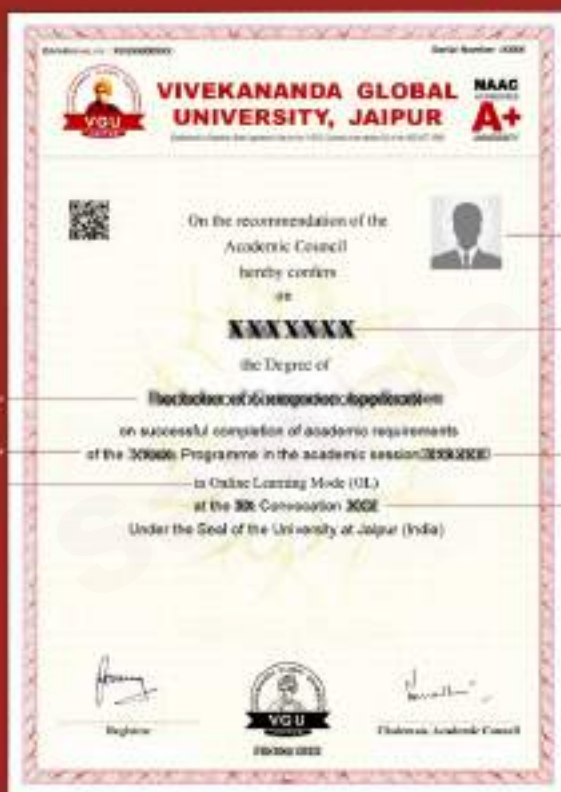 Serial Number :XXXX
VIVEKANANDA GLOBAL
UNIVERSITY, JAIPUR
NAAC
A+
UNIVERSITY
VGU
JAIPUR
On the recommendation of the
Academic Council
hereby confers
on
XXXXXXX
the Degree of
Bachelor of Computer Application
on successful completion of academic requirements
of the Programme in the academic session
in Online Learning Mode (OL)
at the Convocation
Under the Seal of the University at Jaipur (India)
Registrar
VGU
Chairman, Academic Council